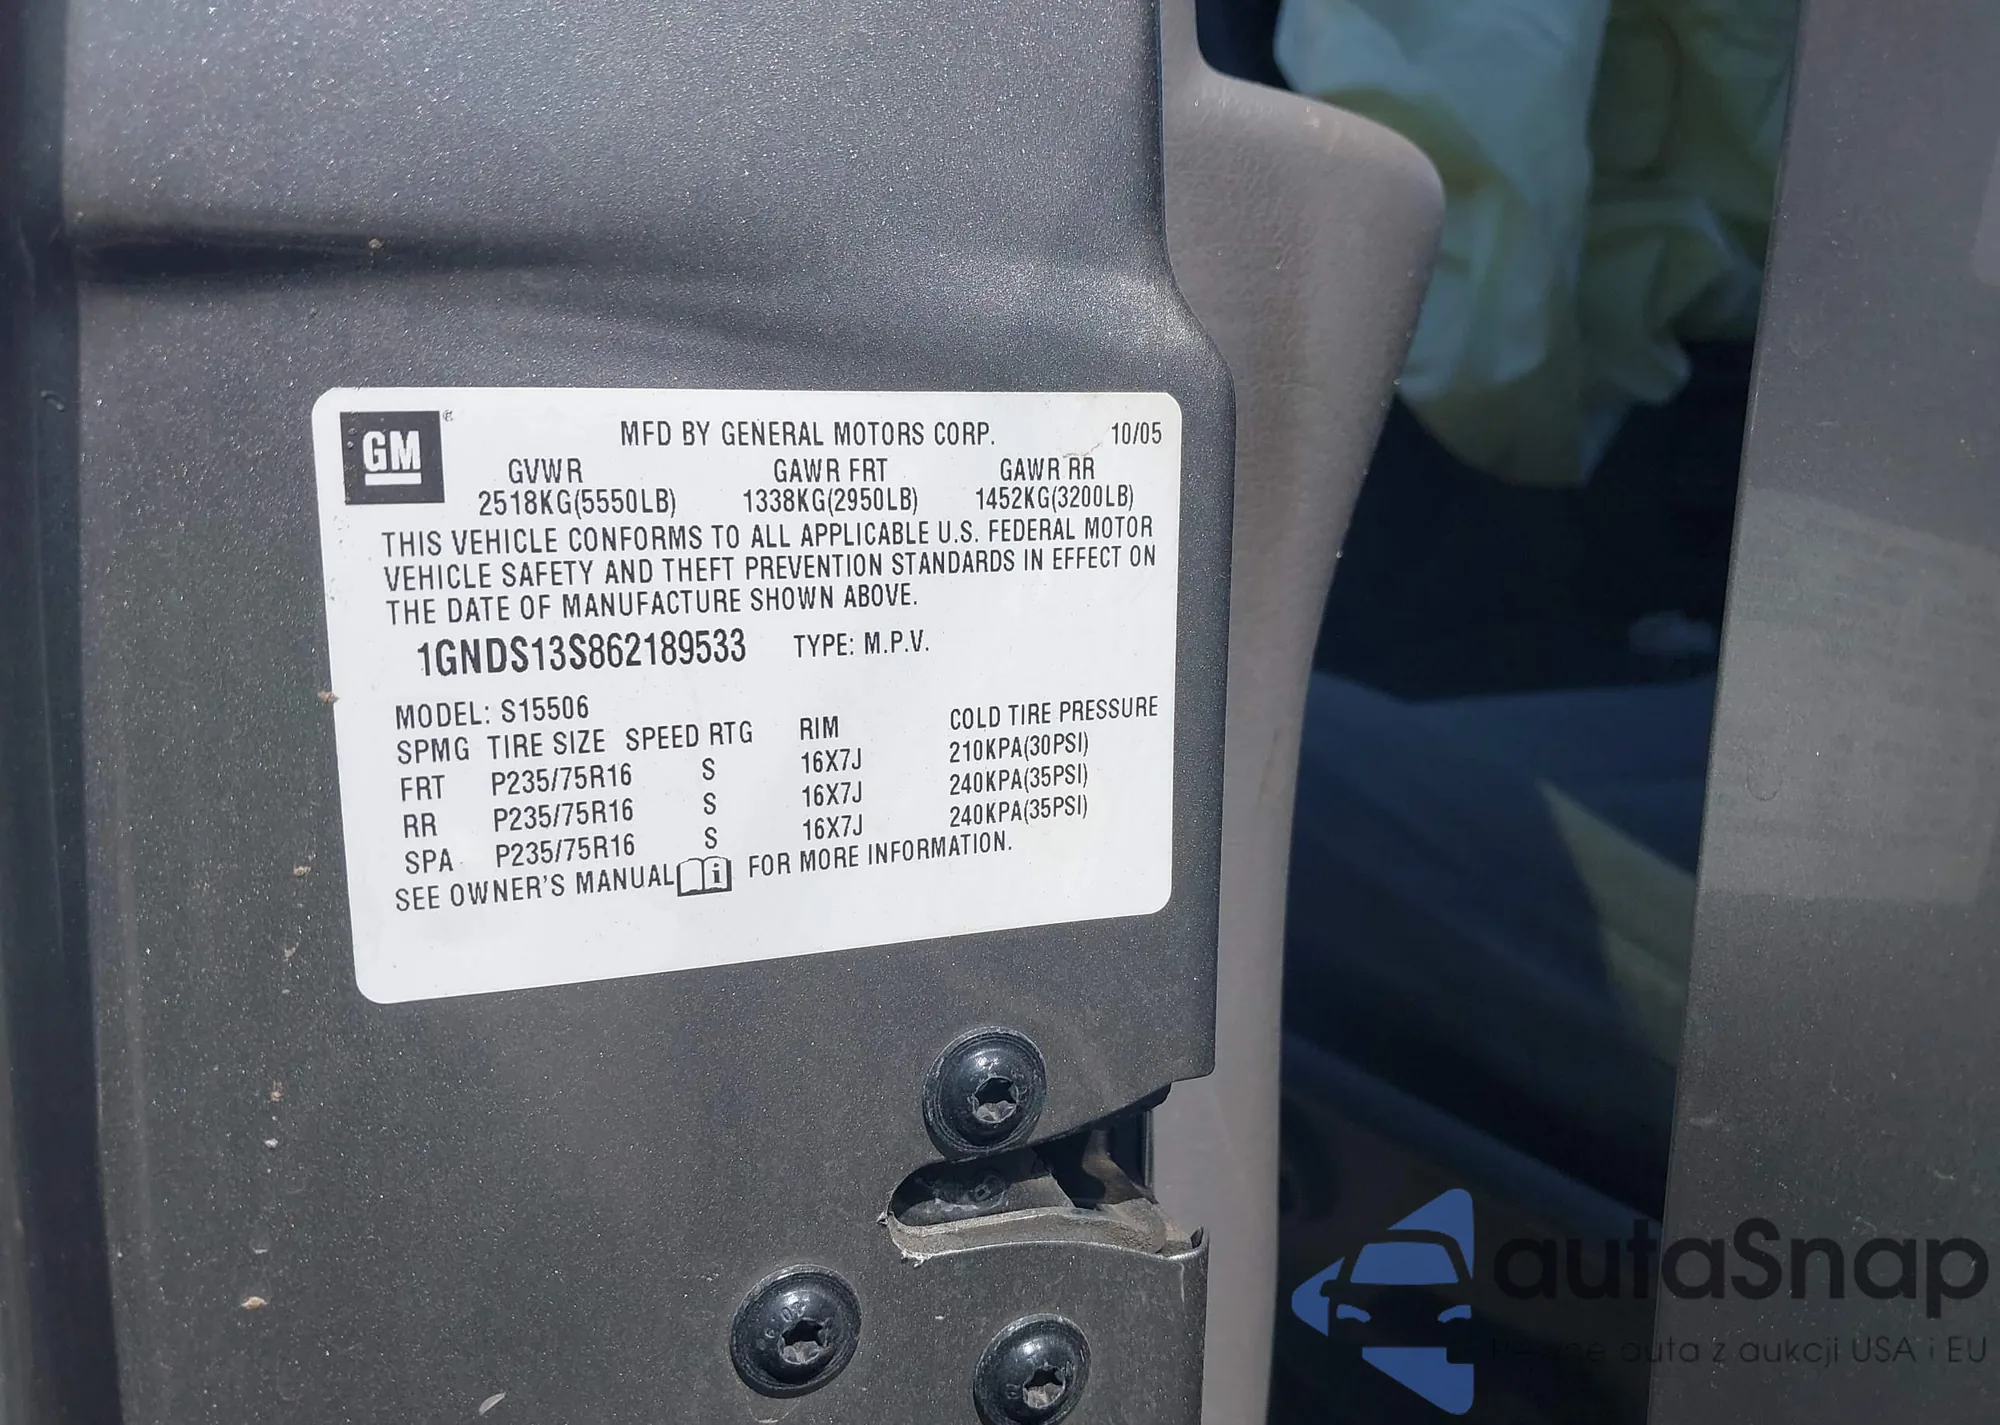 GM ®
MFD BY GENERAL MOTORS CORP. 10/05
GVWR GAWR FRT GAWR RR
2518KG(5550LB) 1338KG(2950LB) 1452KG(3200LB)
THIS VEHICLE CONFORMS TO ALL APPLICABLE U.S. FEDERAL MOTOR
VEHICLE SAFETY AND THEFT PREVENTION STANDARDS IN EFFECT ON
THE DATE OF MANUFACTURE SHOWN ABOVE.
1GNDS13S862189533 TYPE: M.P.V.
MODEL: S15506
SPMG TIRE SIZE SPEED RTG RIM COLD TIRE PRESSURE
FRT P235/75R16 S 16X7J 210KPA(30PSI)
RR P235/75R16 S 16X7J 240KPA(35PSI)
SPA P235/75R16 S 16X7J 240KPA(35PSI)
SEE OWNER'S MANUAL i FOR MORE INFORMATION.
autaSnap
auta z aukcji USA i EU